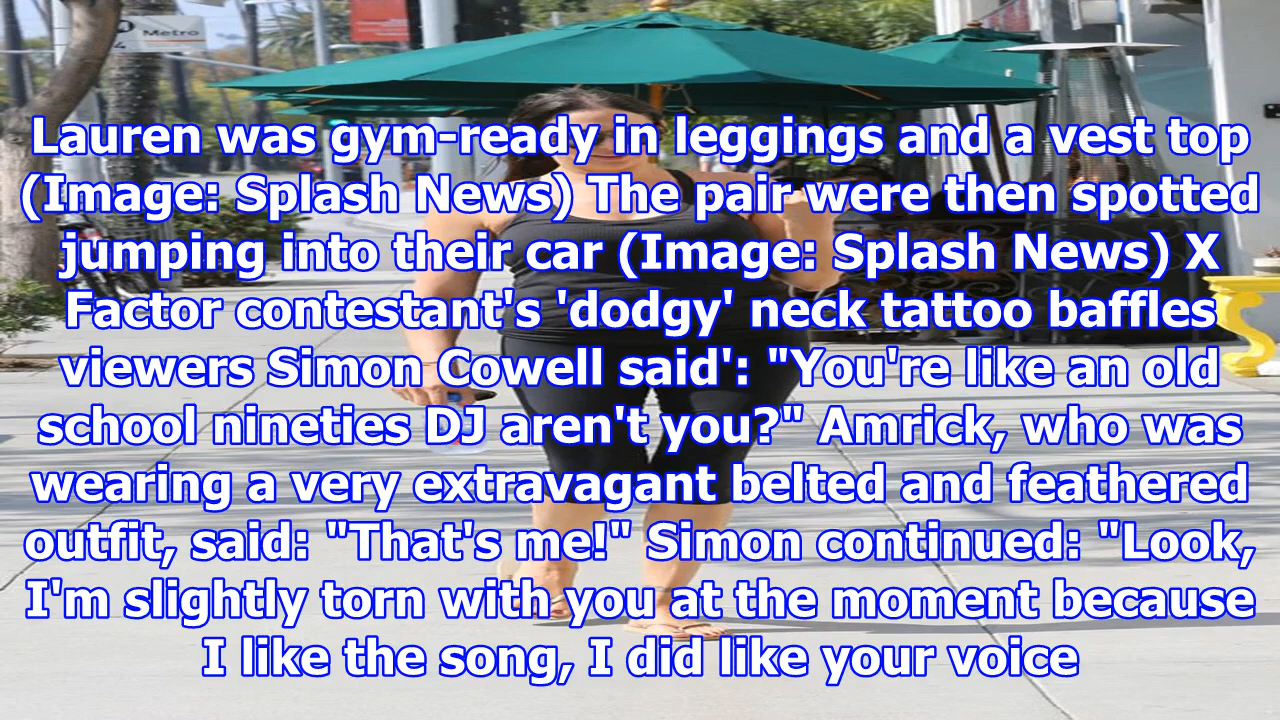 Metro
4
Lauren was gym-ready in leggings and a vest top
(Image: Splash News) The pair were then spotted
jumping into their car (Image: Splash News) X
Factor contestant's 'dodgy' neck tattoo baffles
viewers Simon Cowell said': "You're like an old
school nineties DJ aren't you?" Amrick, who was
wearing a very extravagant belted and feathered
outfit, said: "That's me!" Simon continued: "Look,
I'm slightly torn with you at the moment because
I like the song, I did like your voice